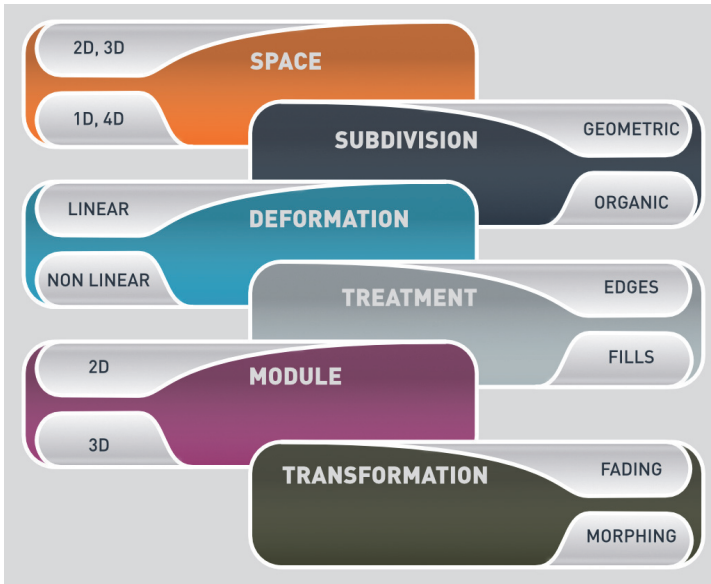 2D, 3D
SPACE
1D, 4D
SUBDIVISION
GEOMETRIC
ORGANIC
LINEAR
DEFORMATION
NON LINEAR
TREATMENT
EDGES
FILLS
2D
MODULE
3D
TRANSFORMATION
FADING
MORPHING